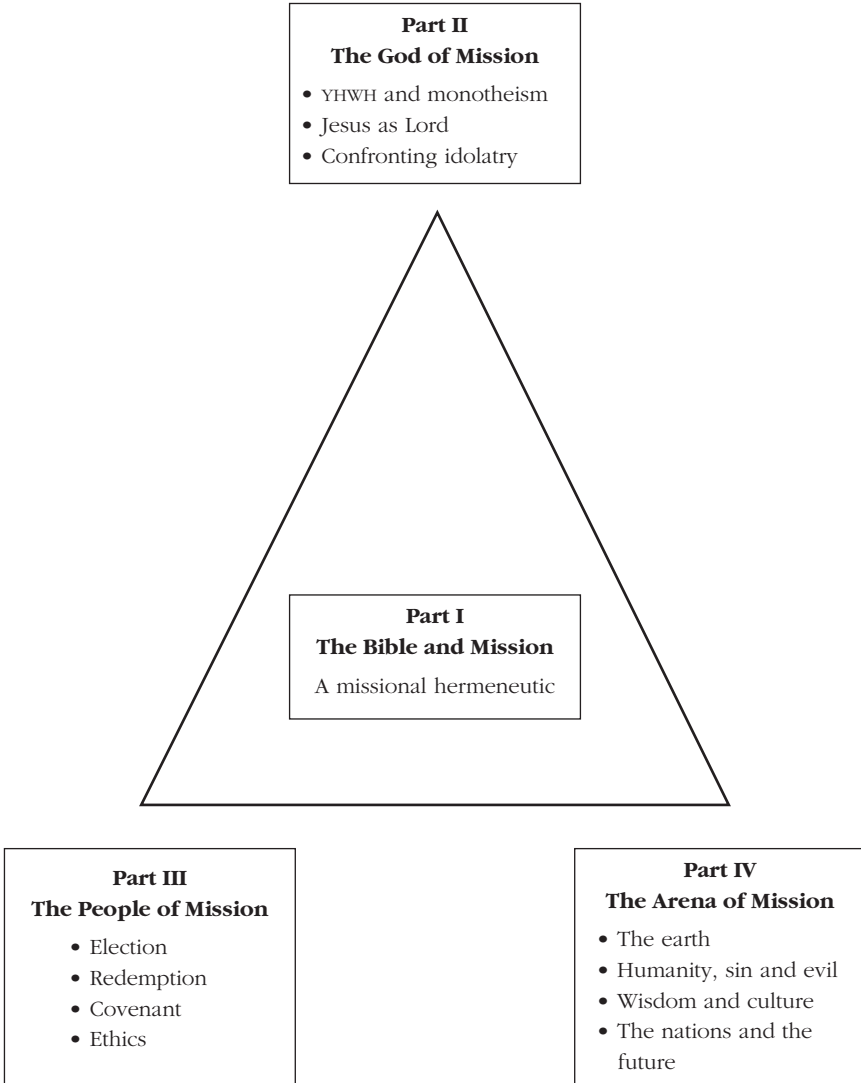 Part II
The God of Mission
• YHWH and monotheism
• Jesus as Lord
• Confronting idolatry
Part I
The Bible and Mission
A missional hermeneutic
Part III
The People of Mission
• Election
• Redemption
• Covenant
• Ethics
Part IV
The Arena of Mission
• The earth
• Humanity, sin and evil
• Wisdom and culture
• The nations and the
future